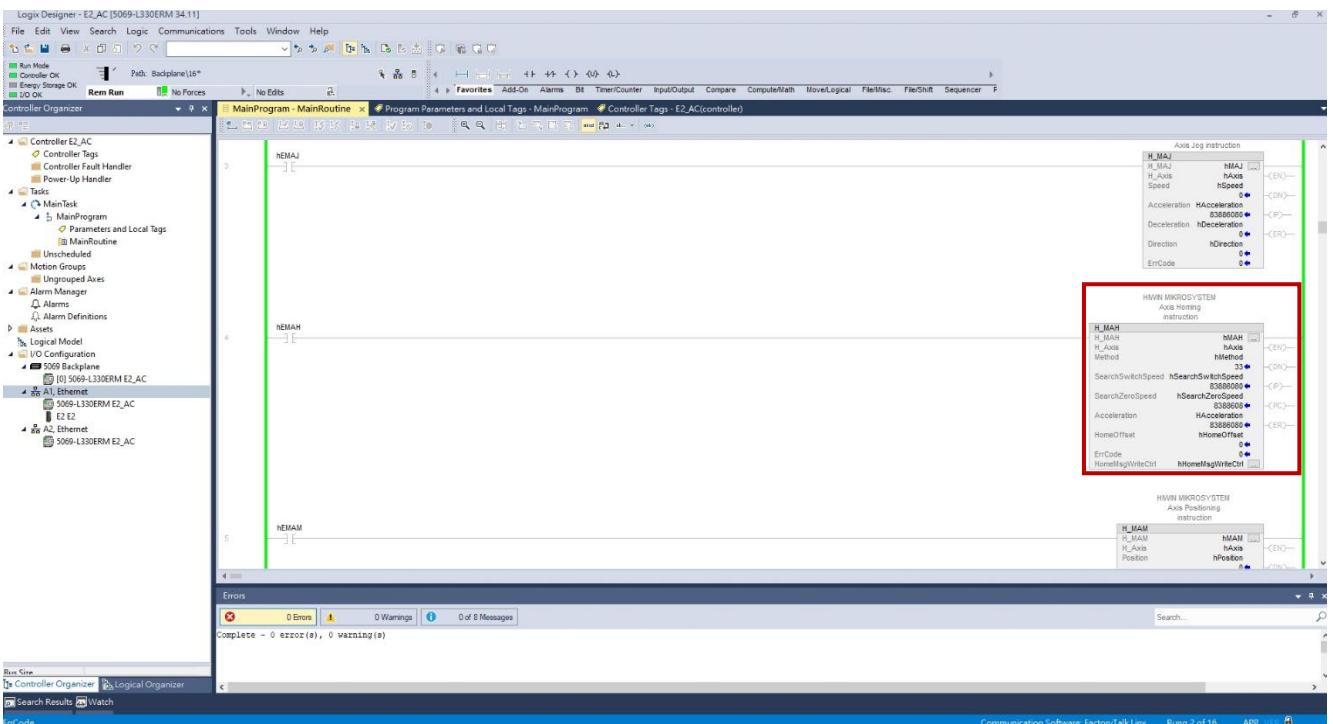 Logix Designer - E2_AC [5069-L330ERM 34.11]
File Edit View Search Logic Communications Tools Window Help
Run Mode
Controller OK
Energy Storage OK
I/O OK
Path: Backplane\16*
Rem Run
No Forces
No Edits
Favorites Add-On Alarms Bit Timer/Counter Input/Output Compare Compute/Math Move/Logical File/Misc. File/Shift Sequencer
Controller Organizer
MainProgram - MainRoutine
Program Parameters and Local Tags - MainProgram
Controller Tags - E2_AC(controller)
Controller E2_AC
Controller Tags
Controller Fault Handler
Power-Up Handler
Tasks
MainTask
MainProgram
Parameters and Local Tags
MainRoutine
Unscheduled
Motion Groups
Ungrouped Axes
Alarm Manager
Alarms
Alarm Definitions
Assets
Logical Model
I/O Configuration
5069 Backplane
[0] 5069-L330ERM E2_AC
A1, Ethernet
5069-L330ERM E2_AC
E2 E2
A2, Ethernet
5069-L330ERM E2_AC
3
hEMAJ
Axis Jog instruction
H_MAJ
H_MAJ hMAJ ...
H_Axis hAxis
(EN)
Speed hSpeed
0
(DN)
Acceleration HAcceleration
83886080
(IP)
Deceleration hDeceleration
0
(ER)
Direction hDirection
0
ErrCode 0
4
hEMAH
HIWIN MIKROSYSTEM
Axis Homing
instruction
H_MAH
H_MAH hMAH ...
H_Axis hAxis
(EN)
Method hMethod
33
(DN)
SearchSwitchSpeed hSearchSwitchSpeed
83886080
(IP)
SearchZeroSpeed hSearchZeroSpeed
8388608
(PC)
Acceleration HAcceleration
83886080
(ER)
HomeOffset hHomeOffset
0
ErrCode 0
HomeMsgWriteCtrl hHomeMsgWriteCtrl ...
5
hEMAM
HIWIN MIKROSYSTEM
Axis Positioning
instruction
H_MAM
H_MAM hMAM ...
H_Axis hAxis
(EN)
Position hPosition
Errors
0 Errors
0 Warnings
0 of 8 Messages
Search...
Complete - 0 error(s), 0 warning(s)
Controller Organizer
Logical Organizer
Search Results
Watch
Communication Software: FactoryTalk Linx
Rung 2 of 16
APP
VER